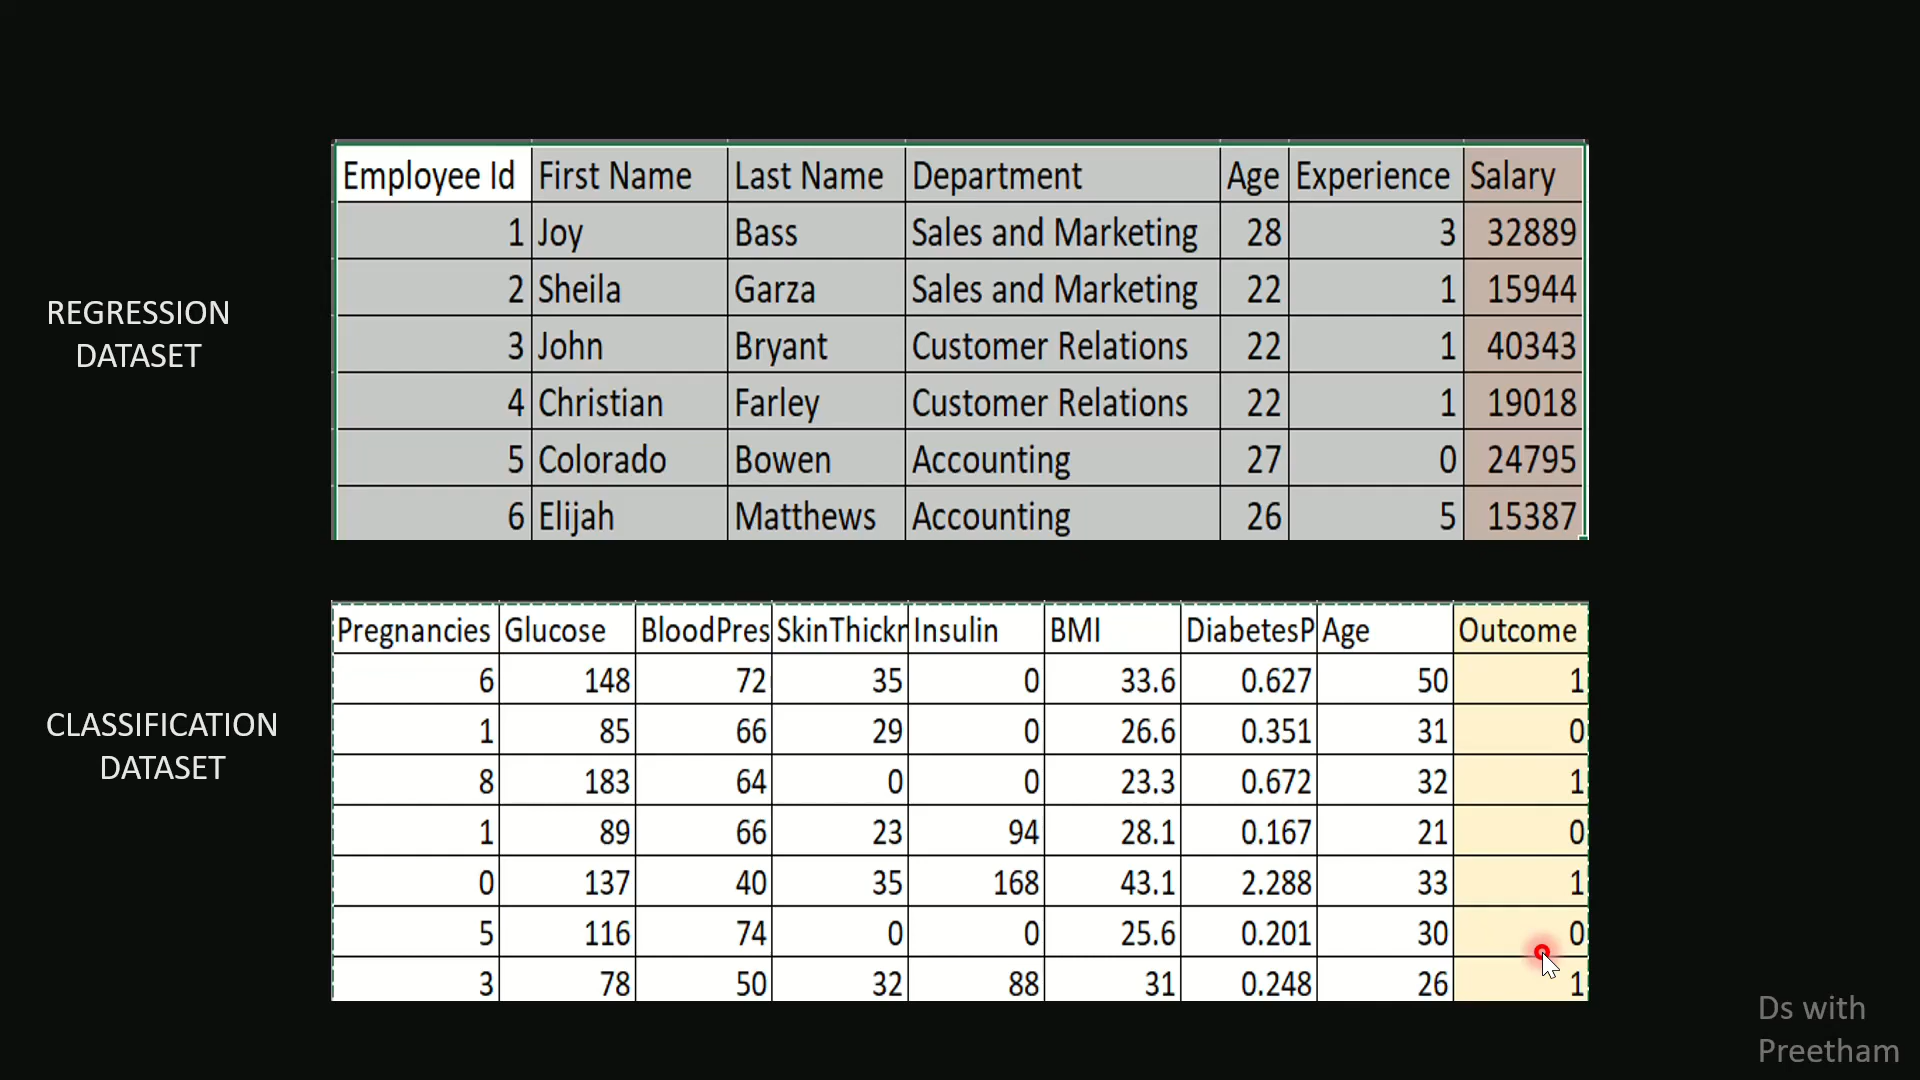 Employee Id First Name Last Name Department Age Experience Salary
1 Joy Bass Sales and Marketing 28 3 32889
2 Sheila Garza Sales and Marketing 22 1 15944
3 John Bryant Customer Relations 22 1 40343
4 Christian Farley Customer Relations 22 1 19018
5 Colorado Bowen Accounting 27 0 24795
6 Elijah Matthews Accounting 26 5 15387
REGRESSION
DATASET
Pregnancies Glucose BloodPres SkinThickr Insulin BMI DiabetesP Age Outcome
6 148 72 35 0 33.6 0.627 50 1
1 85 66 29 0 26.6 0.351 31 0
8 183 64 0 0 23.3 0.672 32 1
1 89 66 23 94 28.1 0.167 21 0
0 137 40 35 168 43.1 2.288 33 1
5 116 74 0 0 25.6 0.201 30 0
3 78 50 32 88 31 0.248 26 1
CLASSIFICATION
DATASET
Ds with
Preetham